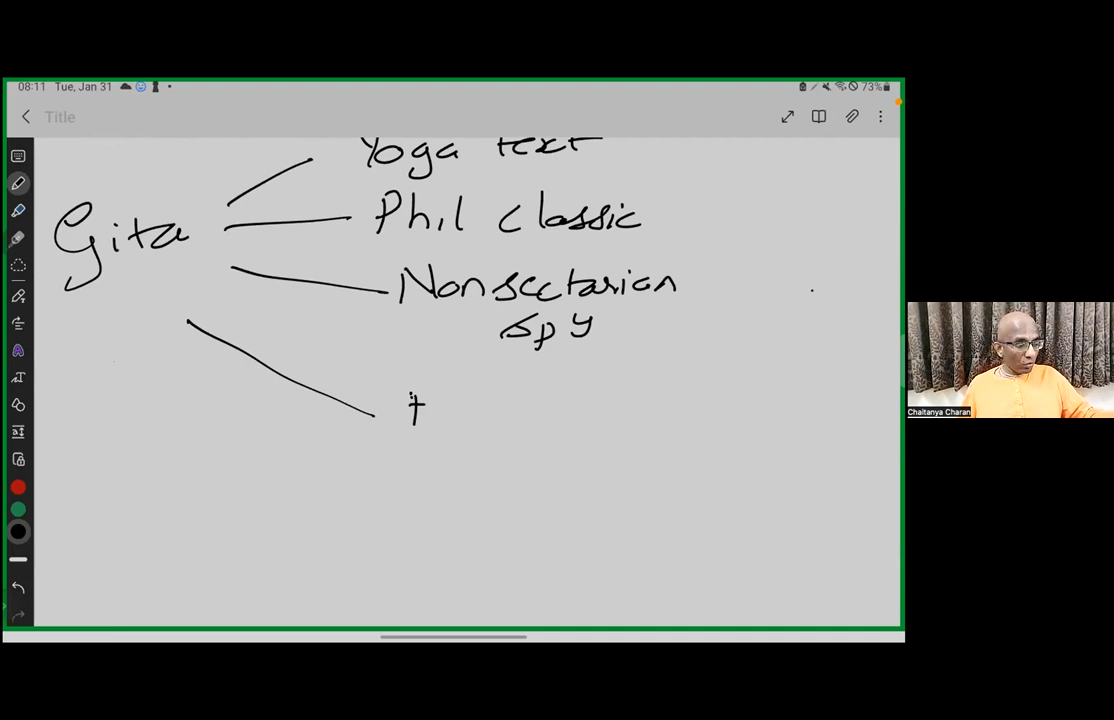 08:11 Tue, Jan 31
73%
Title
Yoga text
Gita
Phil classic
Nonsectarian
spy
t
Chaitanya Charan